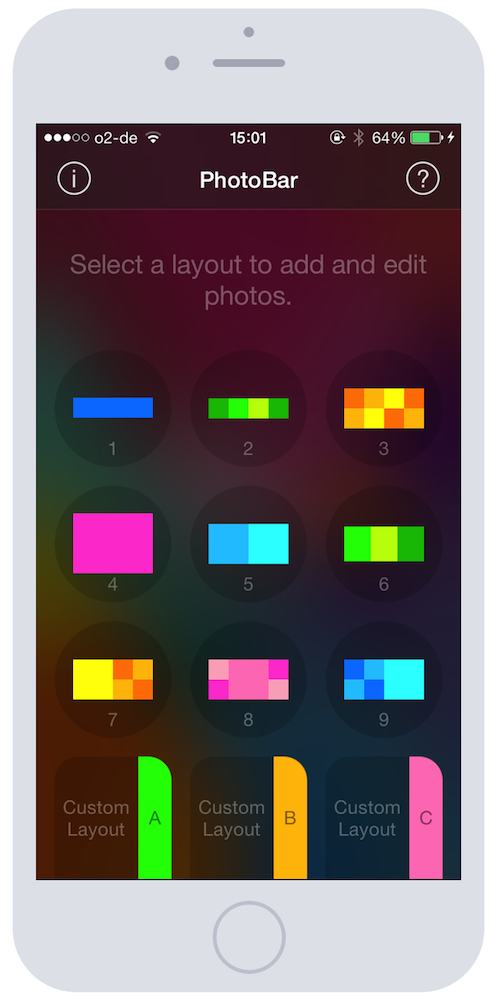 o2-de 15:01 64%
i PhotoBar ?
Select a layout to add and edit
photos.
1 2 3
4 5 6
7 8 9
Custom Layout A
Custom Layout B
Custom Layout C